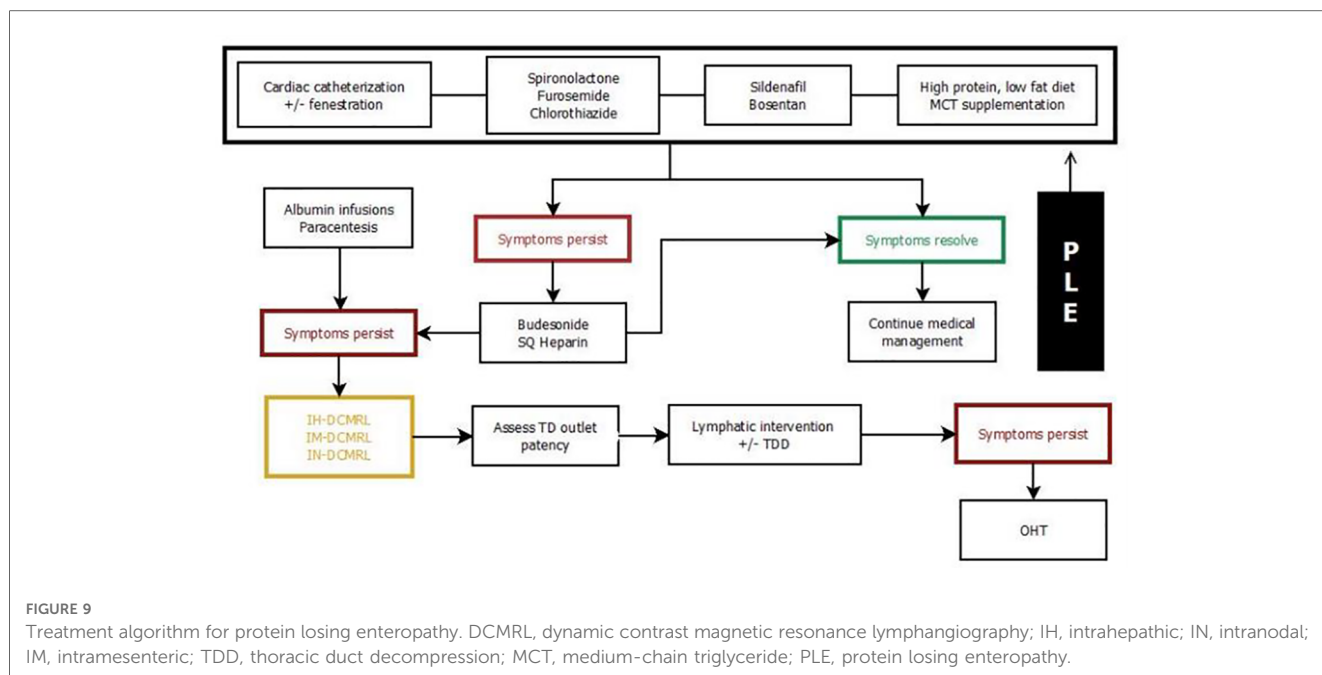 Cardiac catheterization
+/- fenestration
Spironolactone
Furosemide
Chlorothiazide
Sildenafil
Bosentan
High protein, low fat diet
MCT supplementation
Albumin infusions
Paracentesis
Symptoms persist
Symptoms resolve
P
L
E
Symptoms persist
Budesonide
SQ Heparin
Continue medical
management
IH-DCMRL
IM-DCMRL
IN-DCMRL
Assess TD outlet
patency
Lymphatic intervention
+/- TDD
Symptoms persist
OHT
FIGURE 9
Treatment algorithm for protein losing enteropathy. DCMRL, dynamic contrast magnetic resonance lymphangiography; IH, intrahepathic; IN, intranodal;
IM, intramesenteric; TDD, thoracic duct decompression; MCT, medium-chain triglyceride; PLE, protein losing enteropathy.